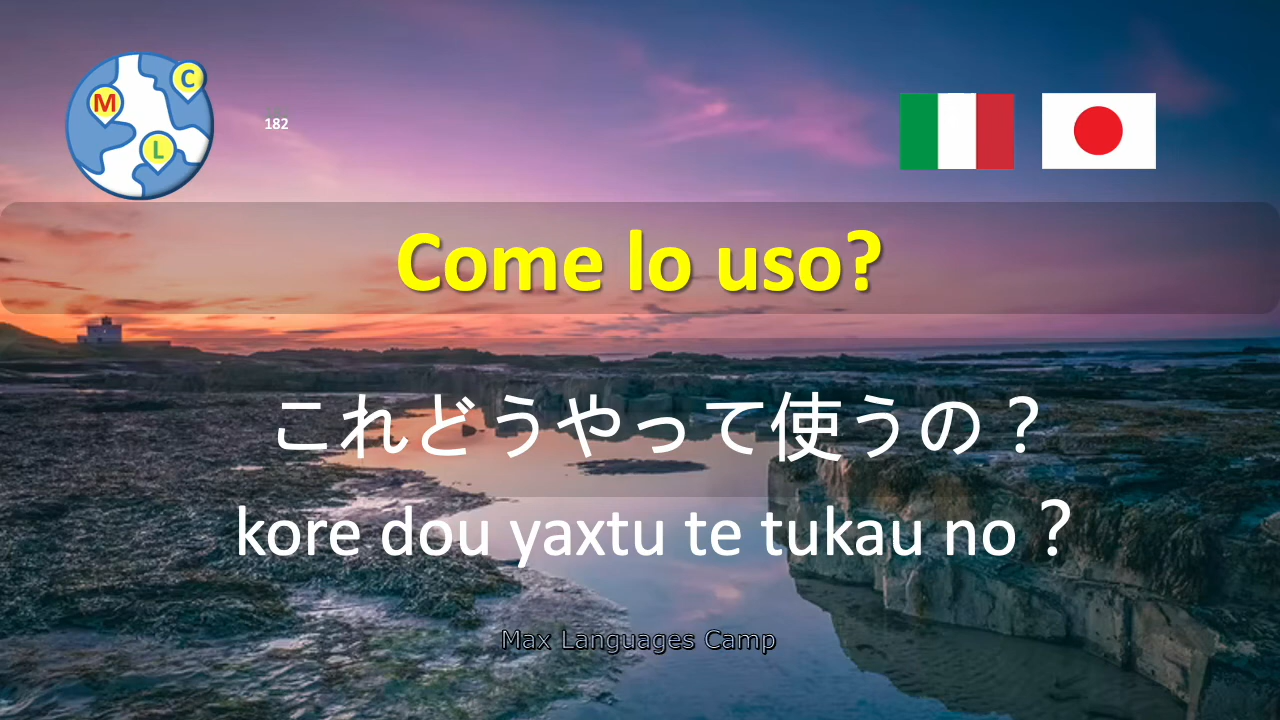 M
C
L
182
Come lo uso?
これどうやって使うの？
kore dou yaxtu te tukau no？
Max Languages Camp